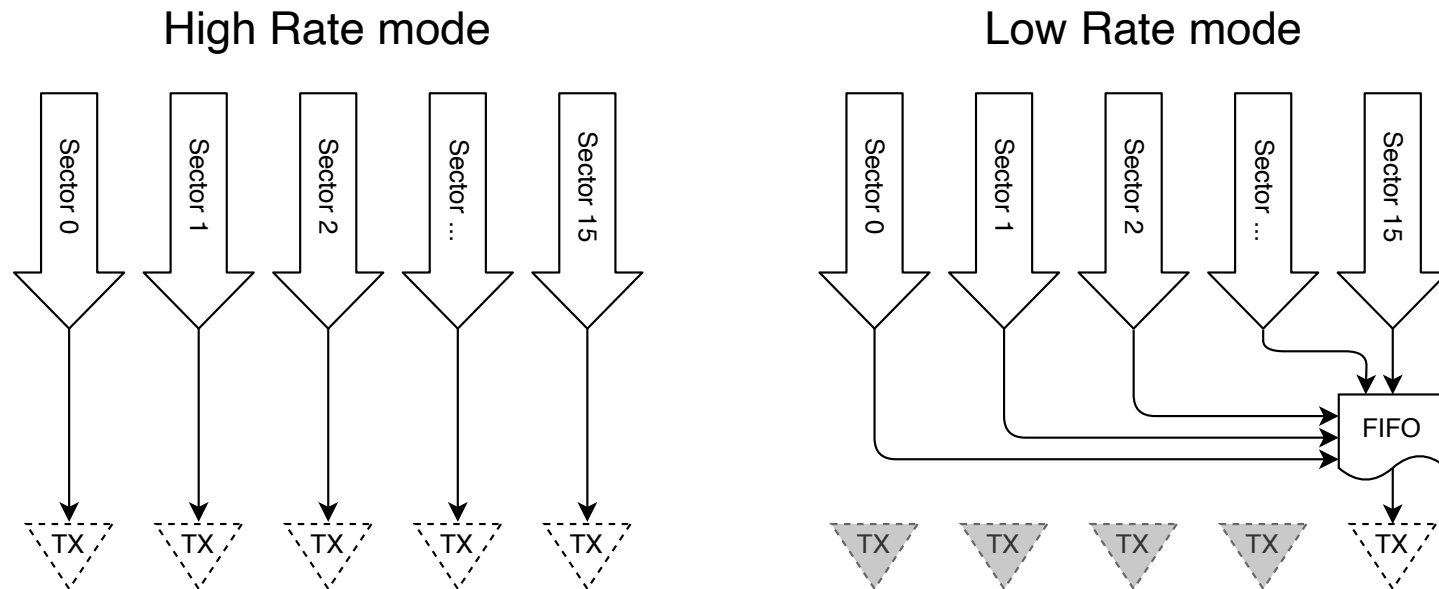 High Rate mode
Sector 0
Sector 1
Sector 2
Sector ...
Sector 15
TX
TX
TX
TX
TX
Low Rate mode
Sector 0
Sector 1
Sector 2
Sector ...
Sector 15
FIFO
TX
TX
TX
TX
TX